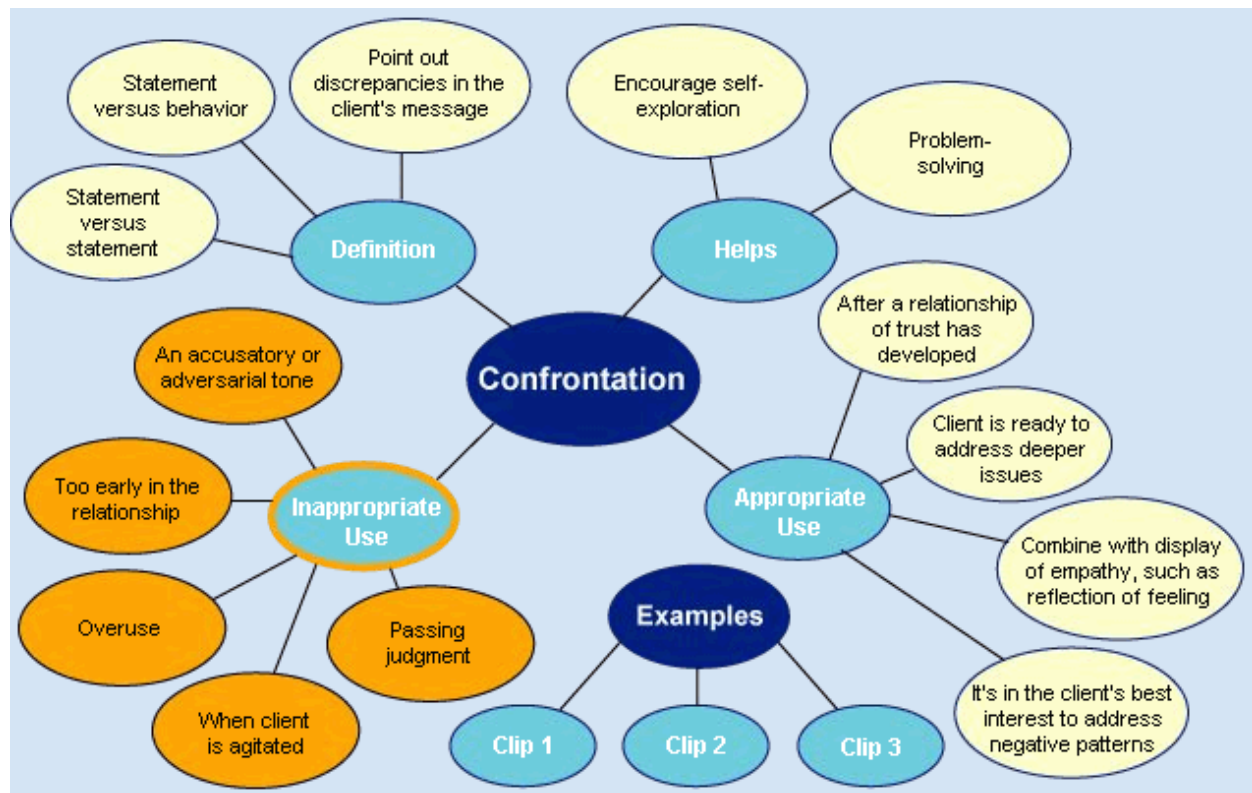 Statement
versus behavior
Point out
discrepancies in the
client's message
Encourage self-
exploration
Problem-
solving
Statement
versus
statement
Definition
Helps
After a relationship
of trust has
developed
An accusatory or
adversarial tone
Confrontation
Client is ready to
address deeper
issues
Too early in the
relationship
Inappropriate
Use
Appropriate
Use
Combine with display
of empathy, such as
reflection of feeling
Overuse
Passing
judgment
Examples
It's in the client's best
interest to address
negative patterns
When client
is agitated
Clip 1
Clip 2
Clip 3